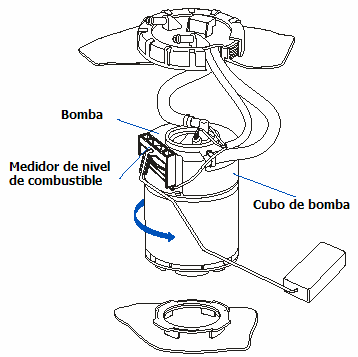 Bomba
Medidor de nivel
de combustible
Cubo de bomba